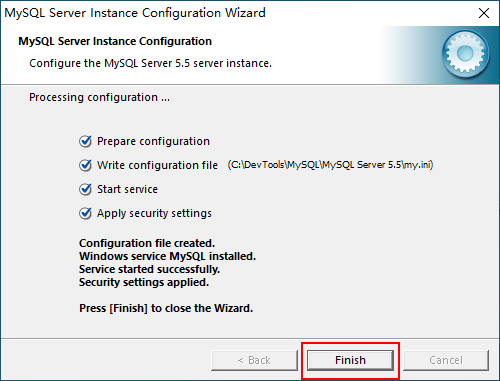 MySQL Server Instance Configuration Wizard
MySQL Server Instance Configuration
Configure the MySQL Server 5.5 server instance.
Processing configuration ...
Prepare configuration
Write configuration file (C:\DevTools\MySQL\MySQL Server 5.5\my.ini)
Start service
Apply security settings
Configuration file created.
Windows service MySQL installed.
Service started successfully.
Security settings applied.
Press [Finish] to close the Wizard.
< Back Finish Cancel